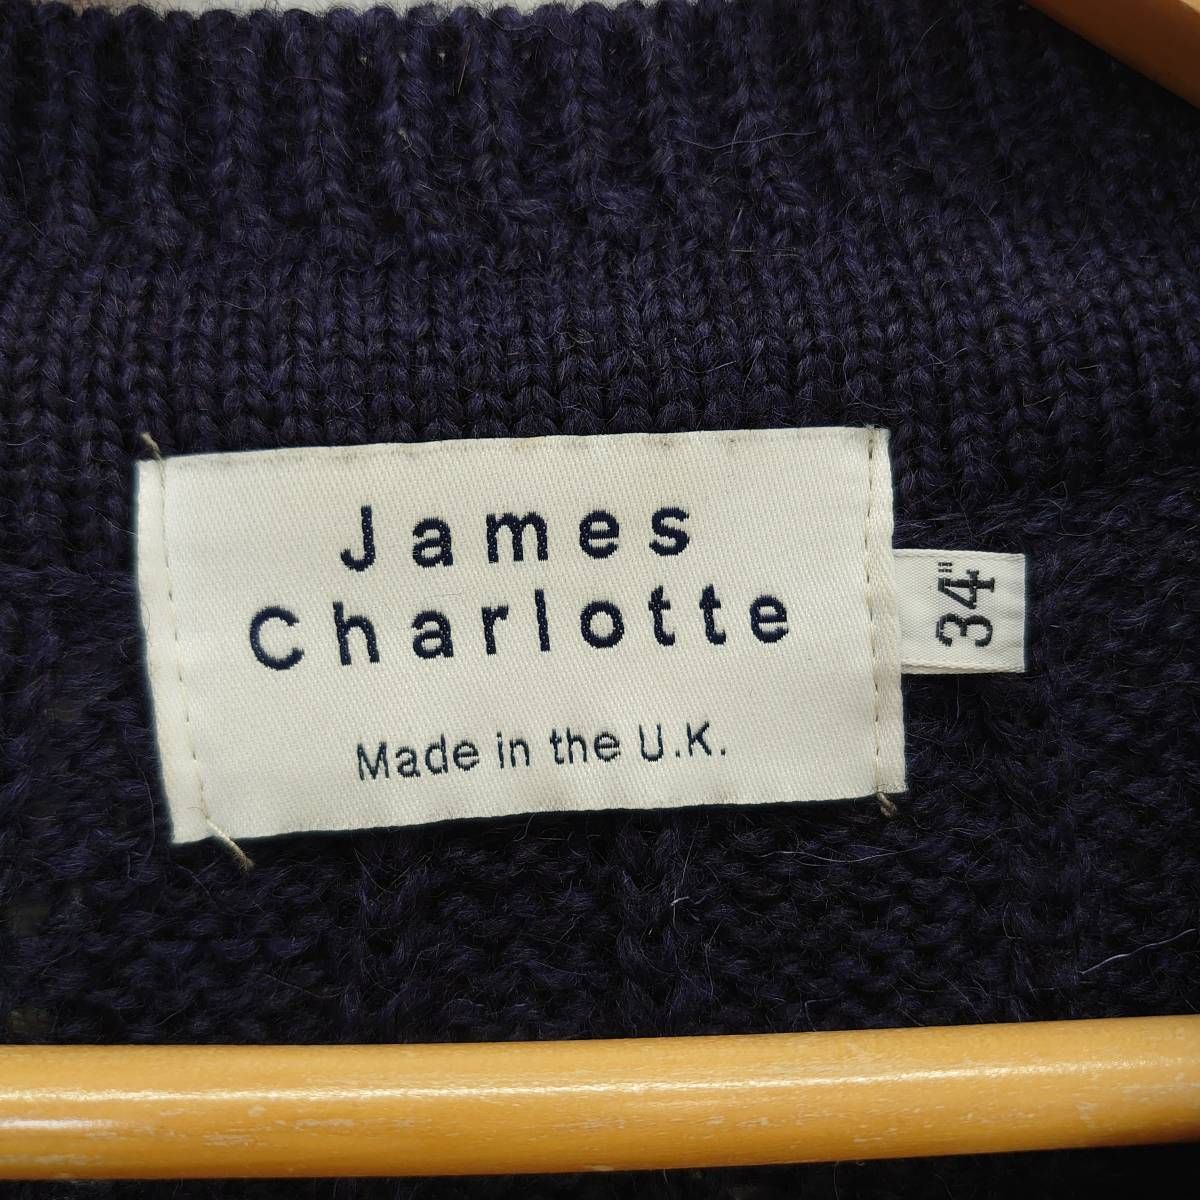 James
Charlotte
Made in the U.K.
34"